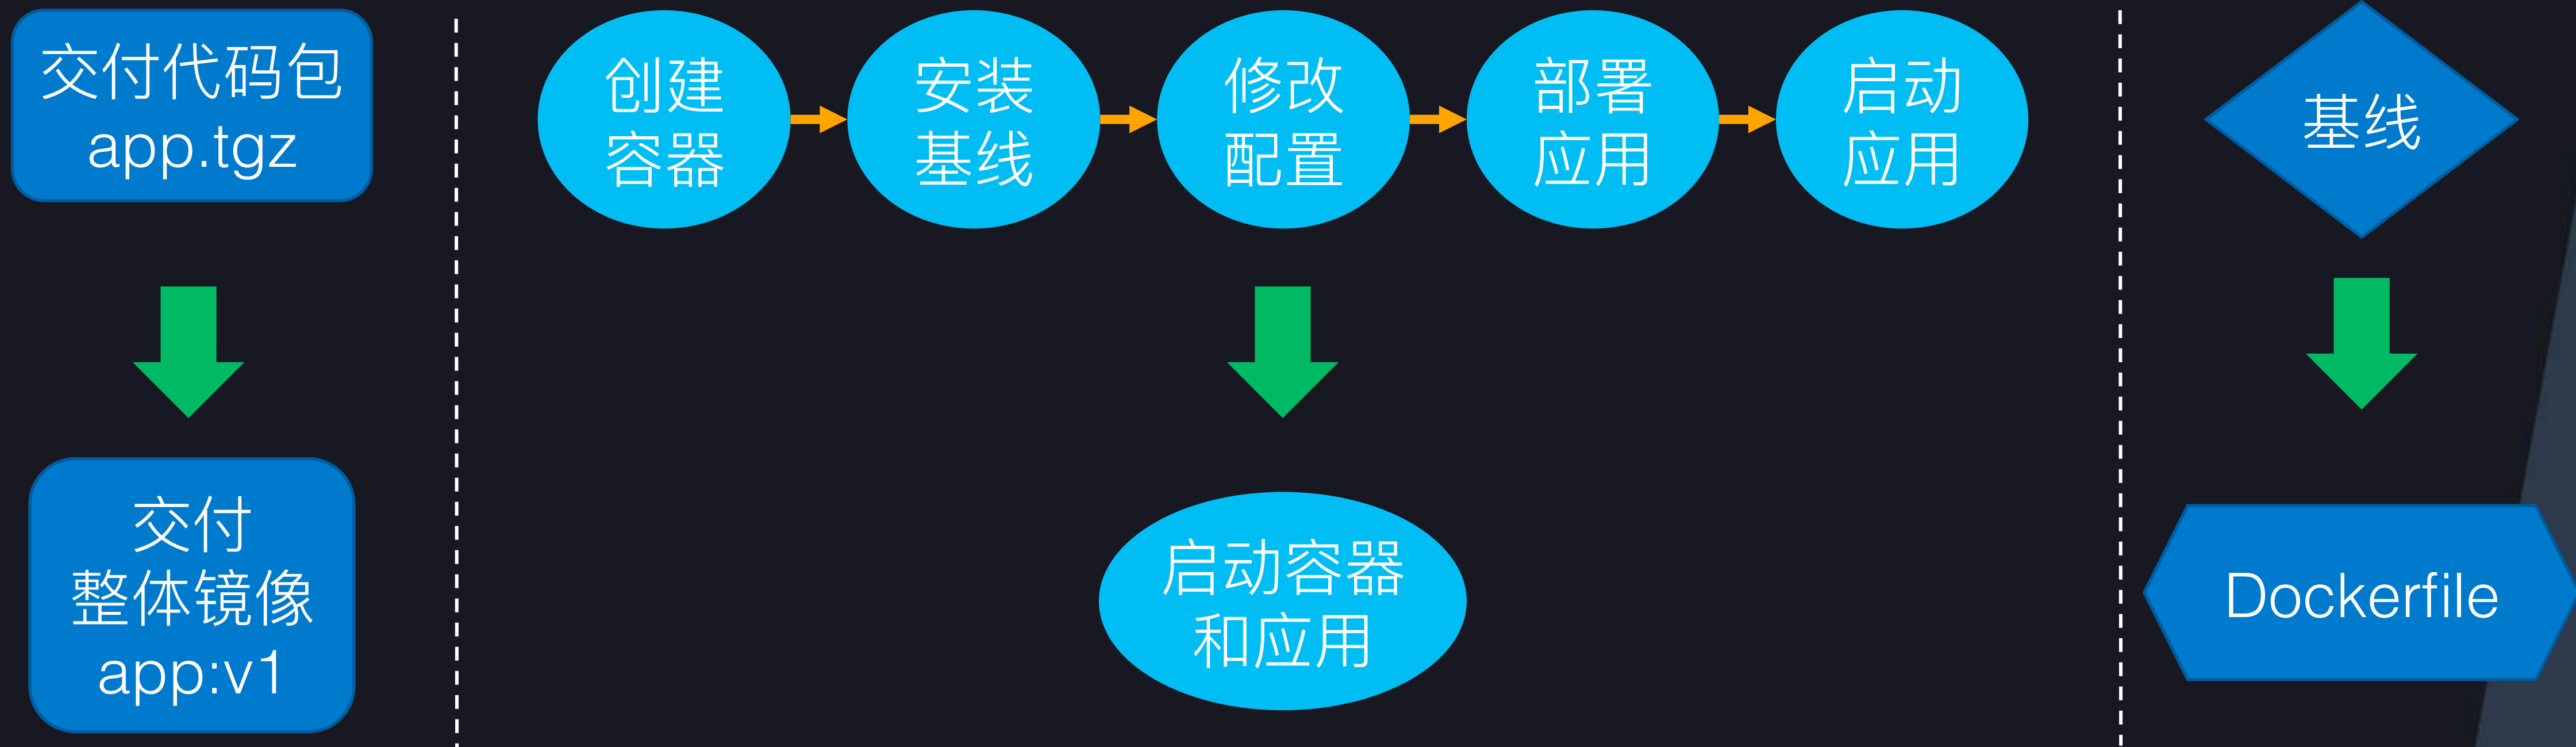 交付代码包
app.tgz
创建
容器
安装
基线
修改
配置
部署
应用
启动
应用
基线
交付
整体镜像
app:v1
启动容器
和应用
Dockerfile